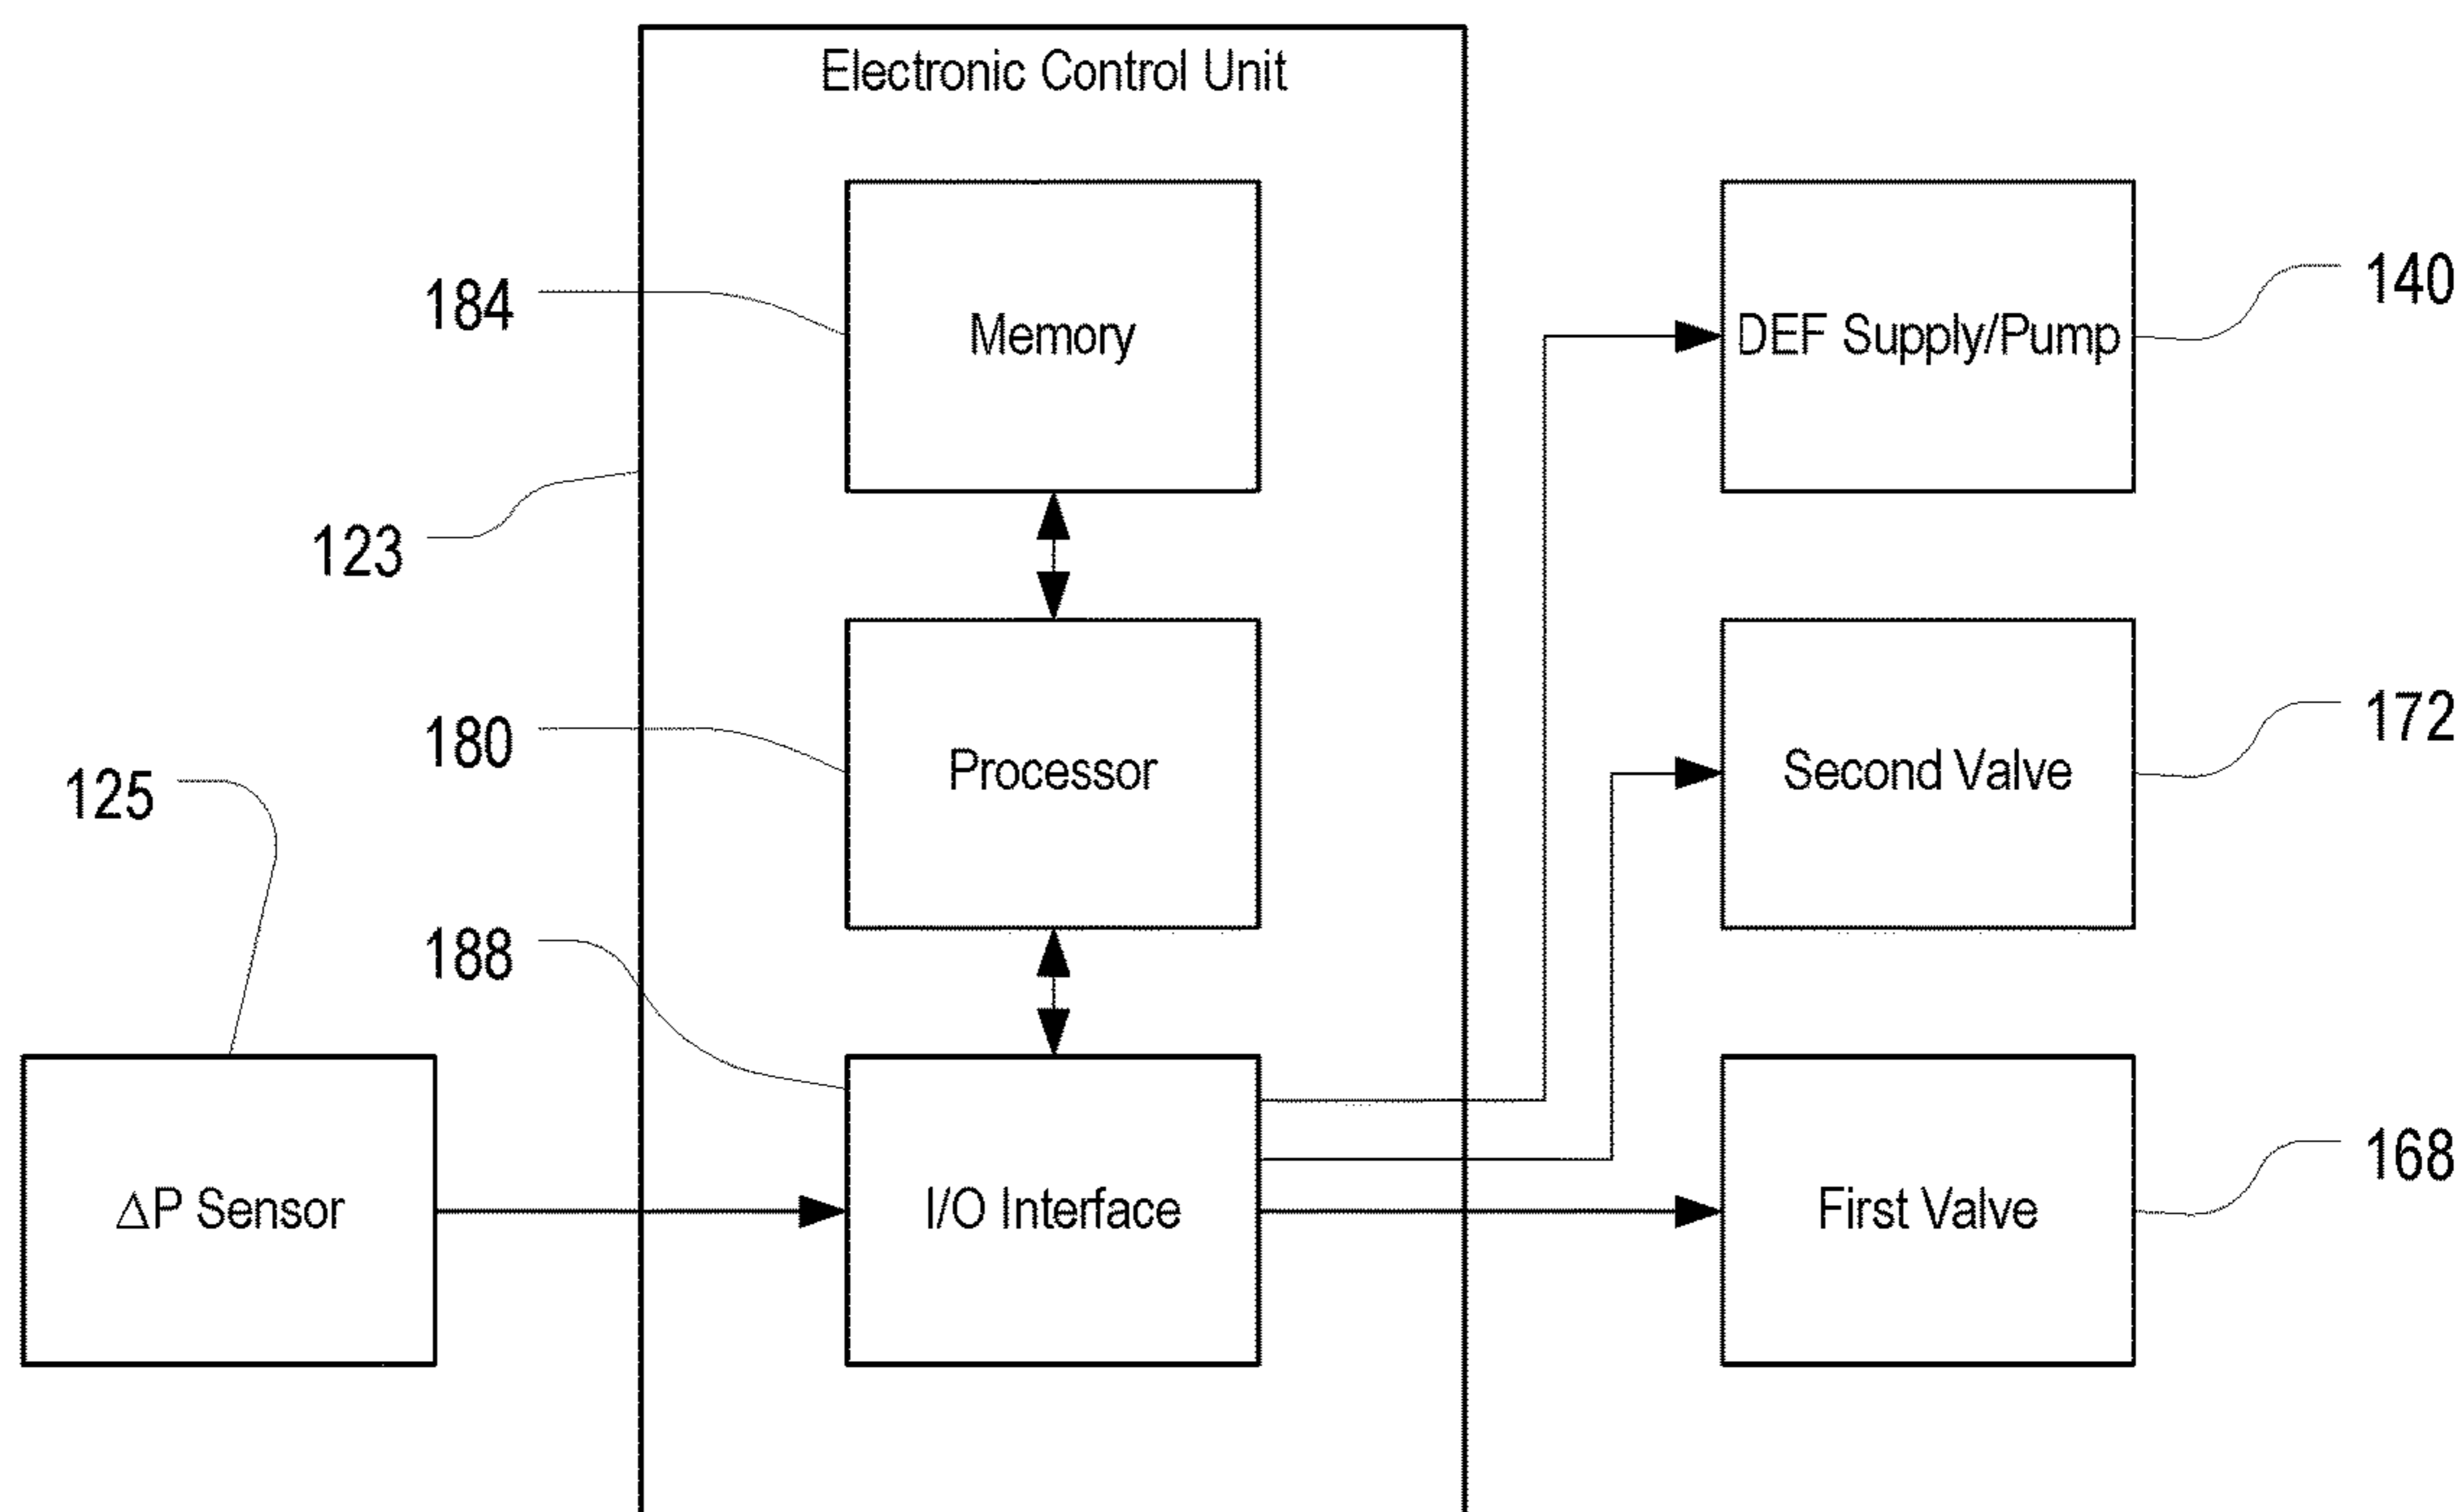 Electronic Control Unit
184
Memory
DEF Supply/Pump
140
123
180
Processor
Second Valve
172
125
188
ΔP Sensor
I/O Interface
First Valve
168